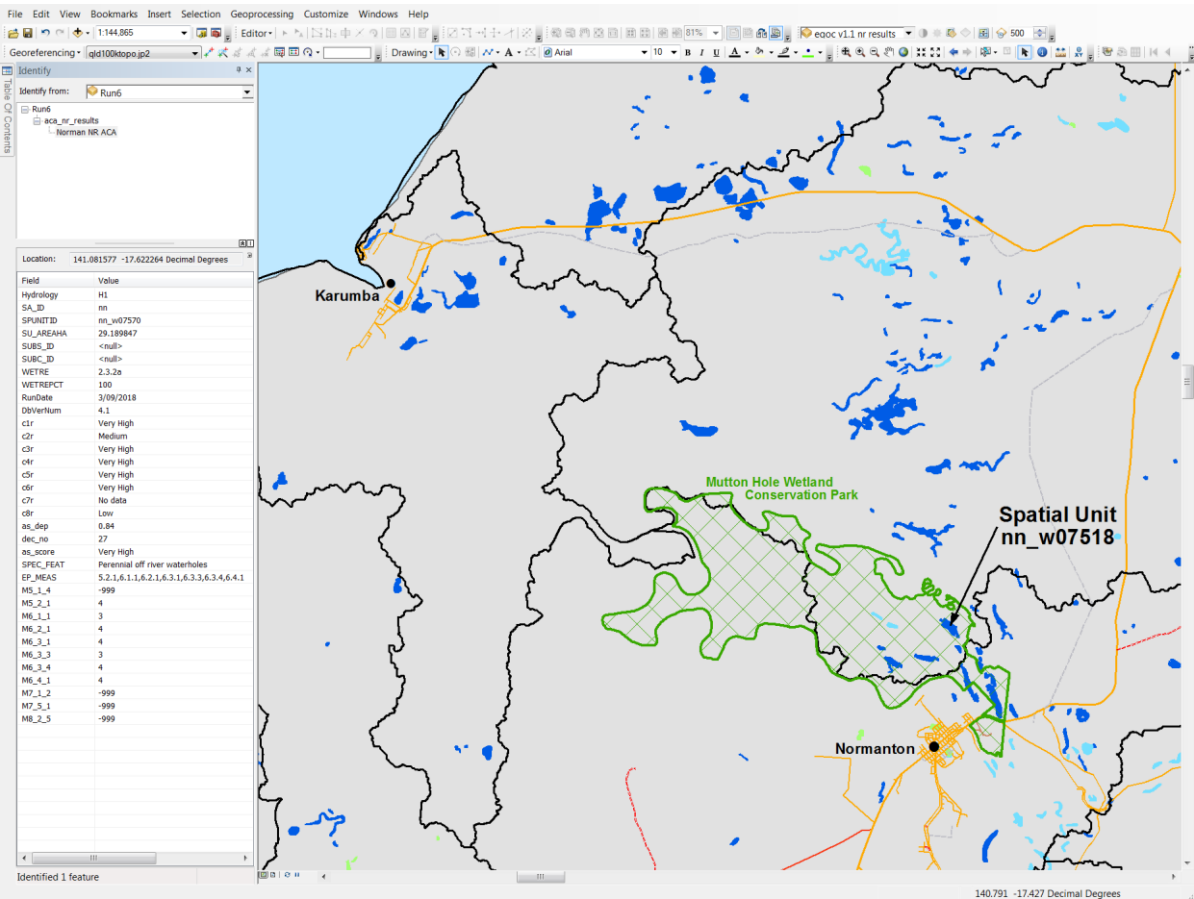 File Edit View Bookmarks Insert Selection Geoprocessing Customize Windows Help
1:144,865 Editor 81% eaoc v1.1 nr results 500
Georeferencing qld100ktopo.jp2 Drawing A Arial 10 B I U A
Identify
Table Of Contents
Identify from: Run6
Run6
aca_nr_results
Norman NR ACA
Location: 141.081577 -17.622264 Decimal Degrees
Field Value
Hydrology H1
SA_ID nn
SPUNITID nn_w07570
SU_AREAHA 29.189847
SUBS_ID <null>
SUBC_ID <null>
WETRE 2.3.2a
WETREPCT 100
RunDate 3/09/2018
DbVerNum 4.1
c1r Very High
c2r Medium
c3r Very High
c4r Very High
c5r Very High
c6r Very High
c7r No data
c8r Low
as_dep 0.84
dec_no 27
as_score Very High
SPEC_FEAT Perennial off river waterholes
EP_MEAS 5.2.1,6.1.1,6.2.1,6.3.1,6.3.3,6.3.4,6.4.1
M5_1_4 -999
M5_2_1 4
M6_1_1 3
M6_2_1 4
M6_3_1 4
M6_3_3 3
M6_3_4 4
M6_4_1 4
M7_1_2 -999
M7_5_1 -999
M8_2_5 -999
Identified 1 feature
Karumba
Mutton Hole Wetland
Conservation Park
Spatial Unit
nn_w07518
Normanton
140.791 -17.427 Decimal Degrees